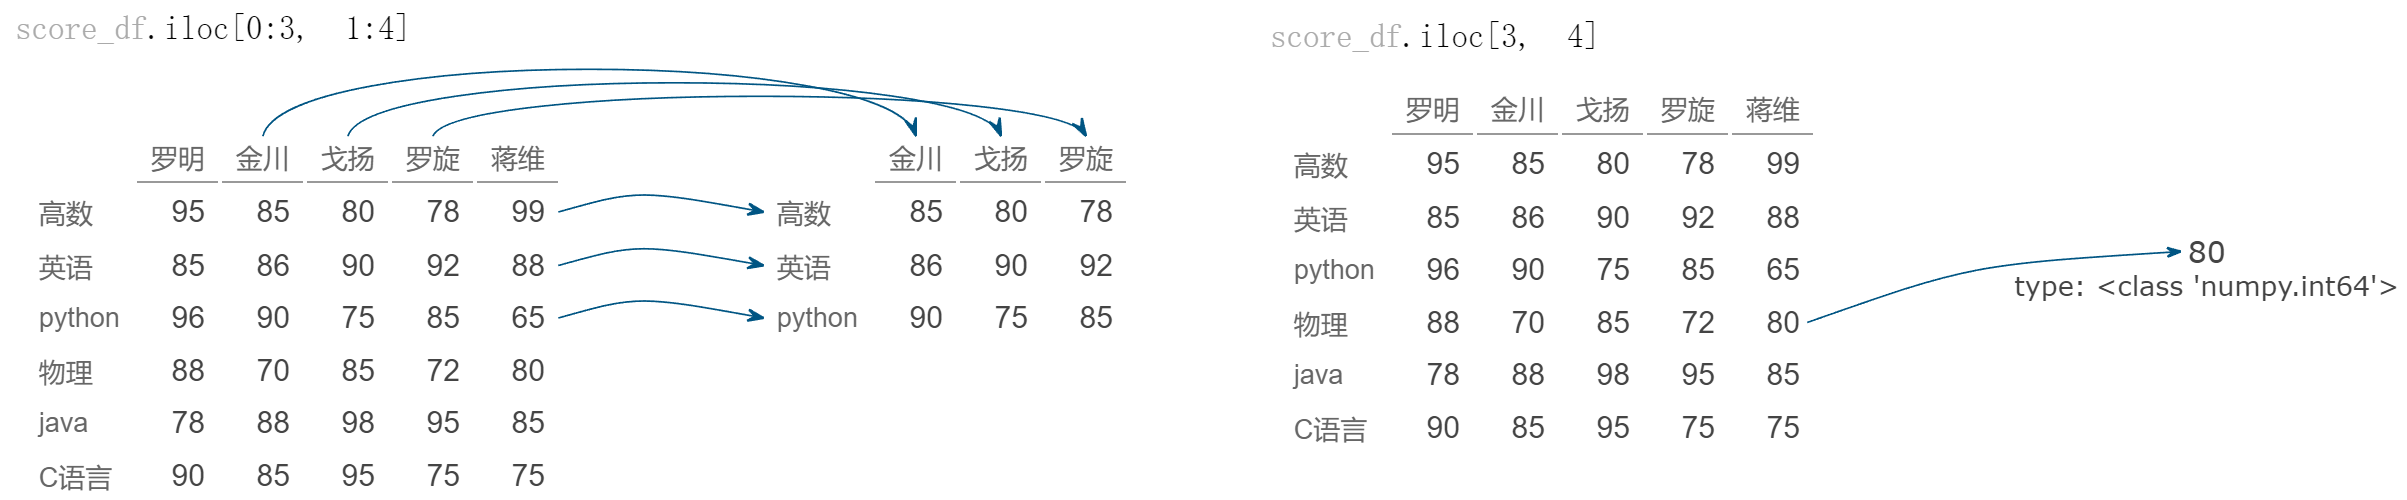 score_df.iloc[0:3, 1:4]
罗明 金川 戈扬 罗旋 蒋维
高数 95 85 80 78 99
英语 85 86 90 92 88
python 96 90 75 85 65
物理 88 70 85 72 80
java 78 88 98 95 85
C语言 90 85 95 75 75
金川 戈扬 罗旋
高数 85 80 78
英语 86 90 92
python 90 75 85
score_df.iloc[3, 4]
罗明 金川 戈扬 罗旋 蒋维
高数 95 85 80 78 99
英语 85 86 90 92 88
python 96 90 75 85 65
物理 88 70 85 72 80
java 78 88 98 95 85
C语言 90 85 95 75 75
80
type: <class 'numpy.int64'>